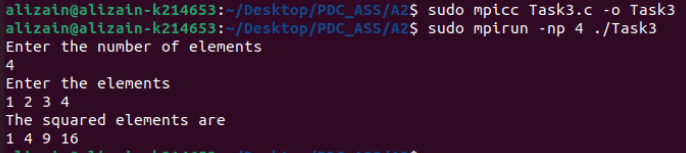 alizain@alizain-k214653:~/Desktop/PDC_ASS/A2$ sudo mpicc Task3.c -o Task3
alizain@alizain-k214653:~/Desktop/PDC_ASS/A2$ sudo mpirun -np 4 ./Task3
Enter the number of elements
4
Enter the elements
1 2 3 4
The squared elements are
1 4 9 16